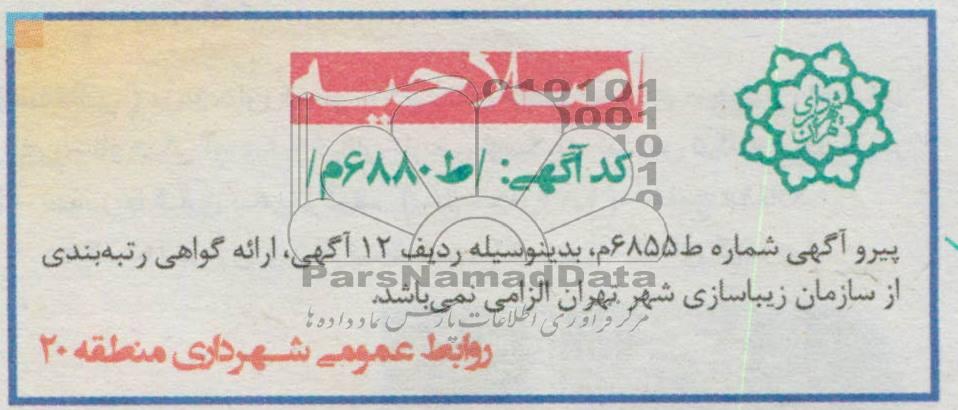 اصلاحیه
شهرداری تهران
کد آگهی: /ط۶۸۸۰م/
پیرو آگهی شماره ط۶۸۵۵م، بدینوسیله ردیف ۱۲ آگهی، ارائه گواهی رتبه‌بندی
از سازمان زیباسازی شهر تهران الزامی نمی‌باشد.
روابط عمومی شهرداری منطقه ۲۰
ParsNamadData
مرکز فرآوری اطلاعات پارس نماد داده ها